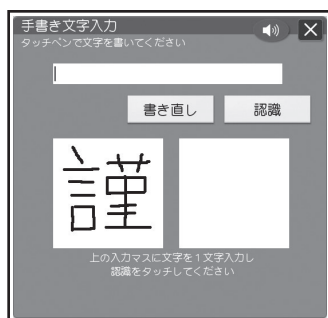 手書き文字入力
タッチペンで文字を書いてください
書き直し
認識
謹
上の入力マスに文字を1文字入力し
認識をタッチしてください